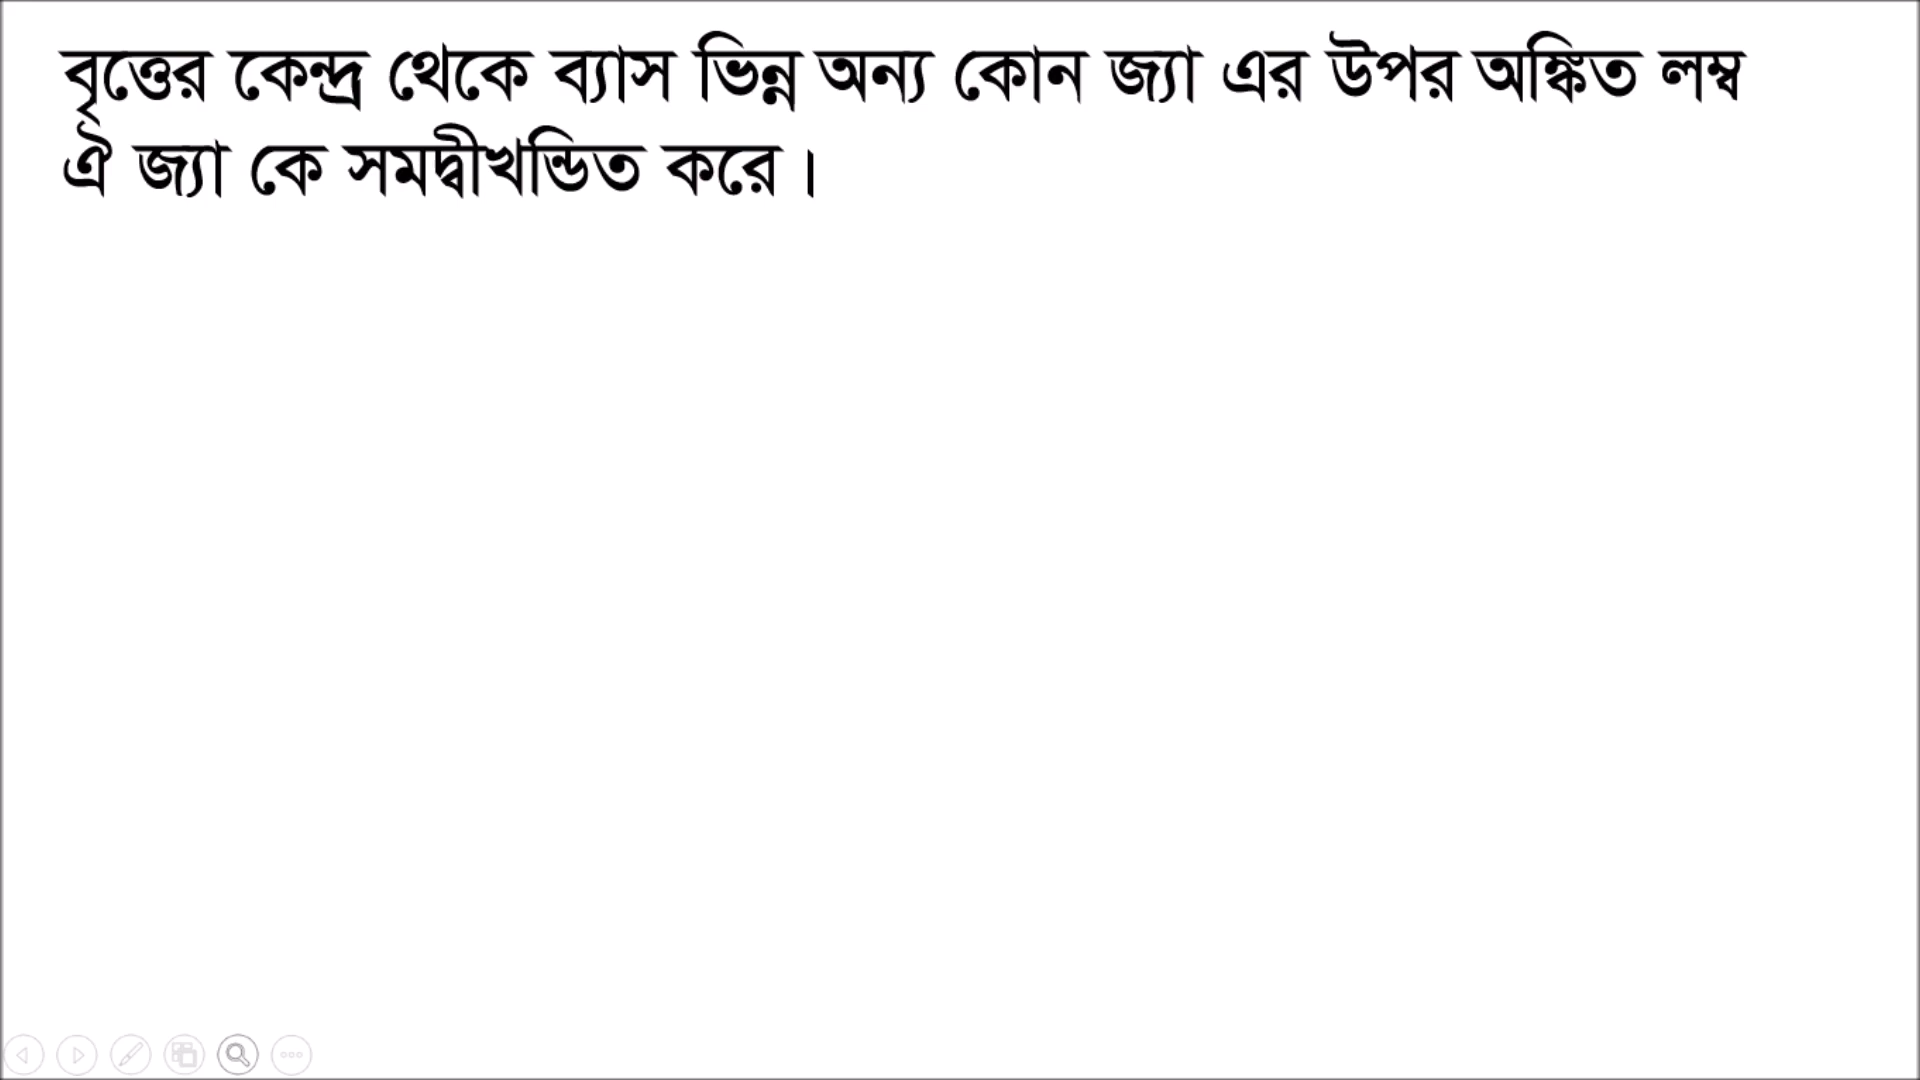 বৃত্তের কেন্দ্র থেকে ব্যাস ভিন্ন অন্য কোন জ্যা এর উপর অঙ্কিত লম্ব
ঐ জ্যা কে সমদ্বীখন্ডিত করে।